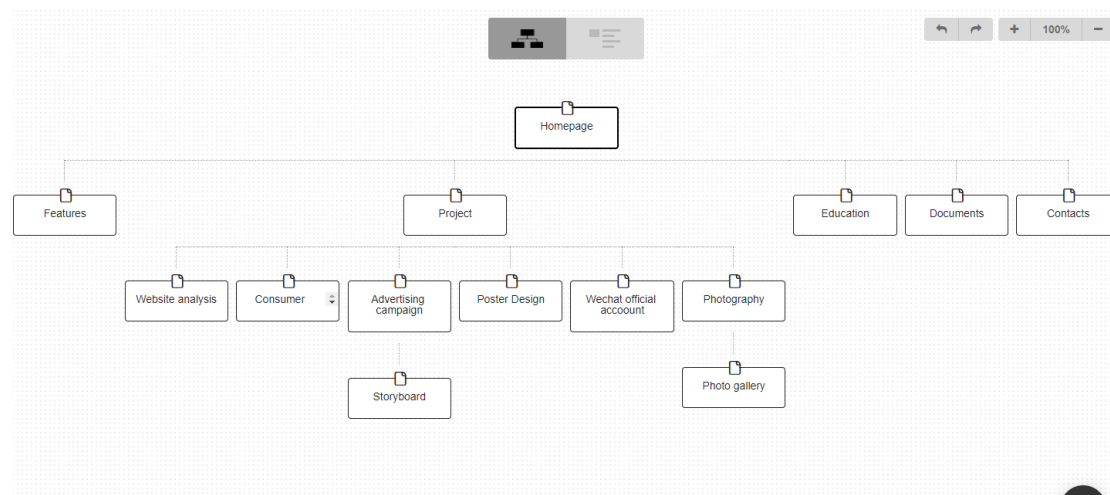 100%
Homepage
Features
Project
Education
Documents
Contacts
Website analysis
Consumer
Advertising
campaign
Poster Design
Wechat official
accoount
Photography
Storyboard
Photo gallery